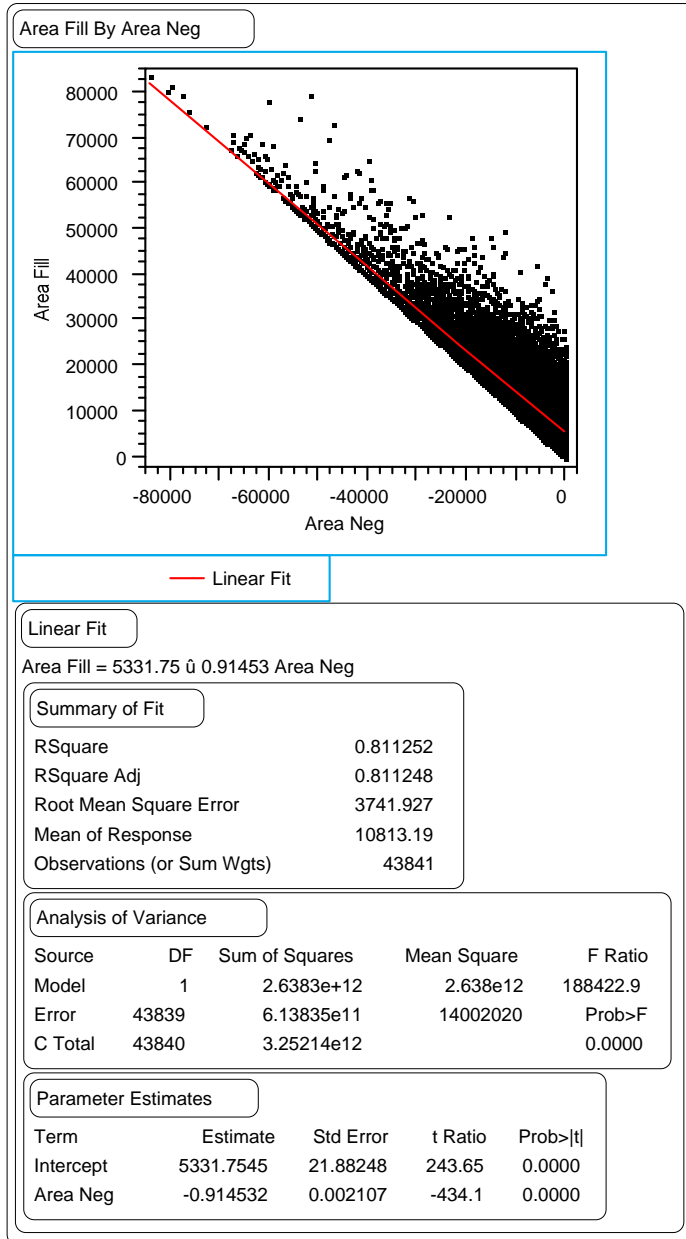 Area Fill By Area Neg
80000
70000
60000
50000
40000
30000
20000
10000
0
Area Fill
-80000 -60000 -40000 -20000 0
Area Neg
Linear Fit
Linear Fit
Area Fill = 5331.75 û 0.91453 Area Neg
Summary of Fit
RSquare 0.811252
RSquare Adj 0.811248
Root Mean Square Error 3741.927
Mean of Response 10813.19
Observations (or Sum Wgts) 43841
Analysis of Variance
Source DF Sum of Squares Mean Square F Ratio
Model 1 2.6383e+12 2.638e12 188422.9
Error 43839 6.13835e11 14002020 Prob>F
C Total 43840 3.25214e12 0.0000
Parameter Estimates
Term Estimate Std Error t Ratio Prob>|t|
Intercept 5331.7545 21.88248 243.65 0.0000
Area Neg -0.914532 0.002107 -434.1 0.0000